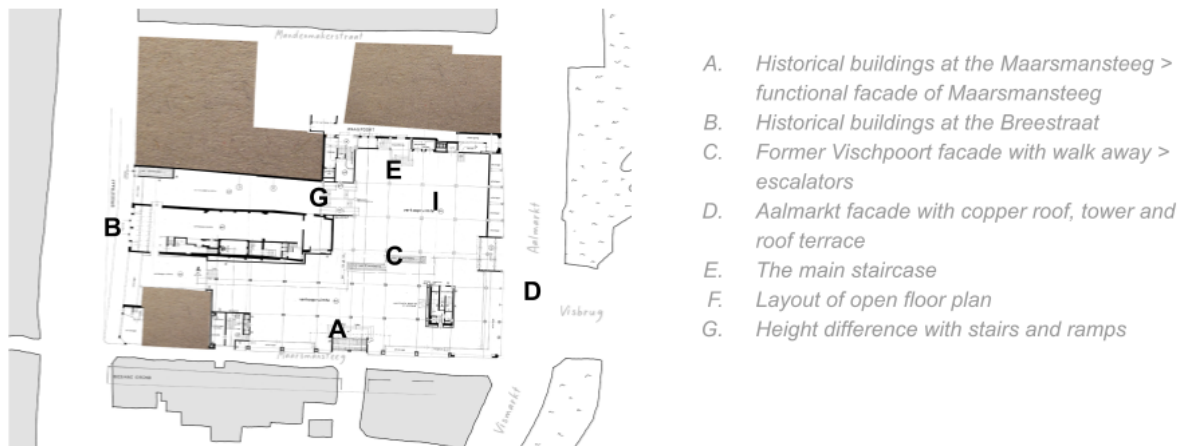 Mandenmakerstraat
E
G
I
B
C
Aalmarkt
D
Visbrug
A
Maarsmansteeg
Vismarkt
A. Historical buildings at the Maarsmansteeg >
functional facade of Maarsmansteeg
B. Historical buildings at the Breestraat
C. Former Vischpoort facade with walk away >
escalators
D. Aalmarkt facade with copper roof, tower and
roof terrace
E. The main staircase
F. Layout of open floor plan
G. Height difference with stairs and ramps